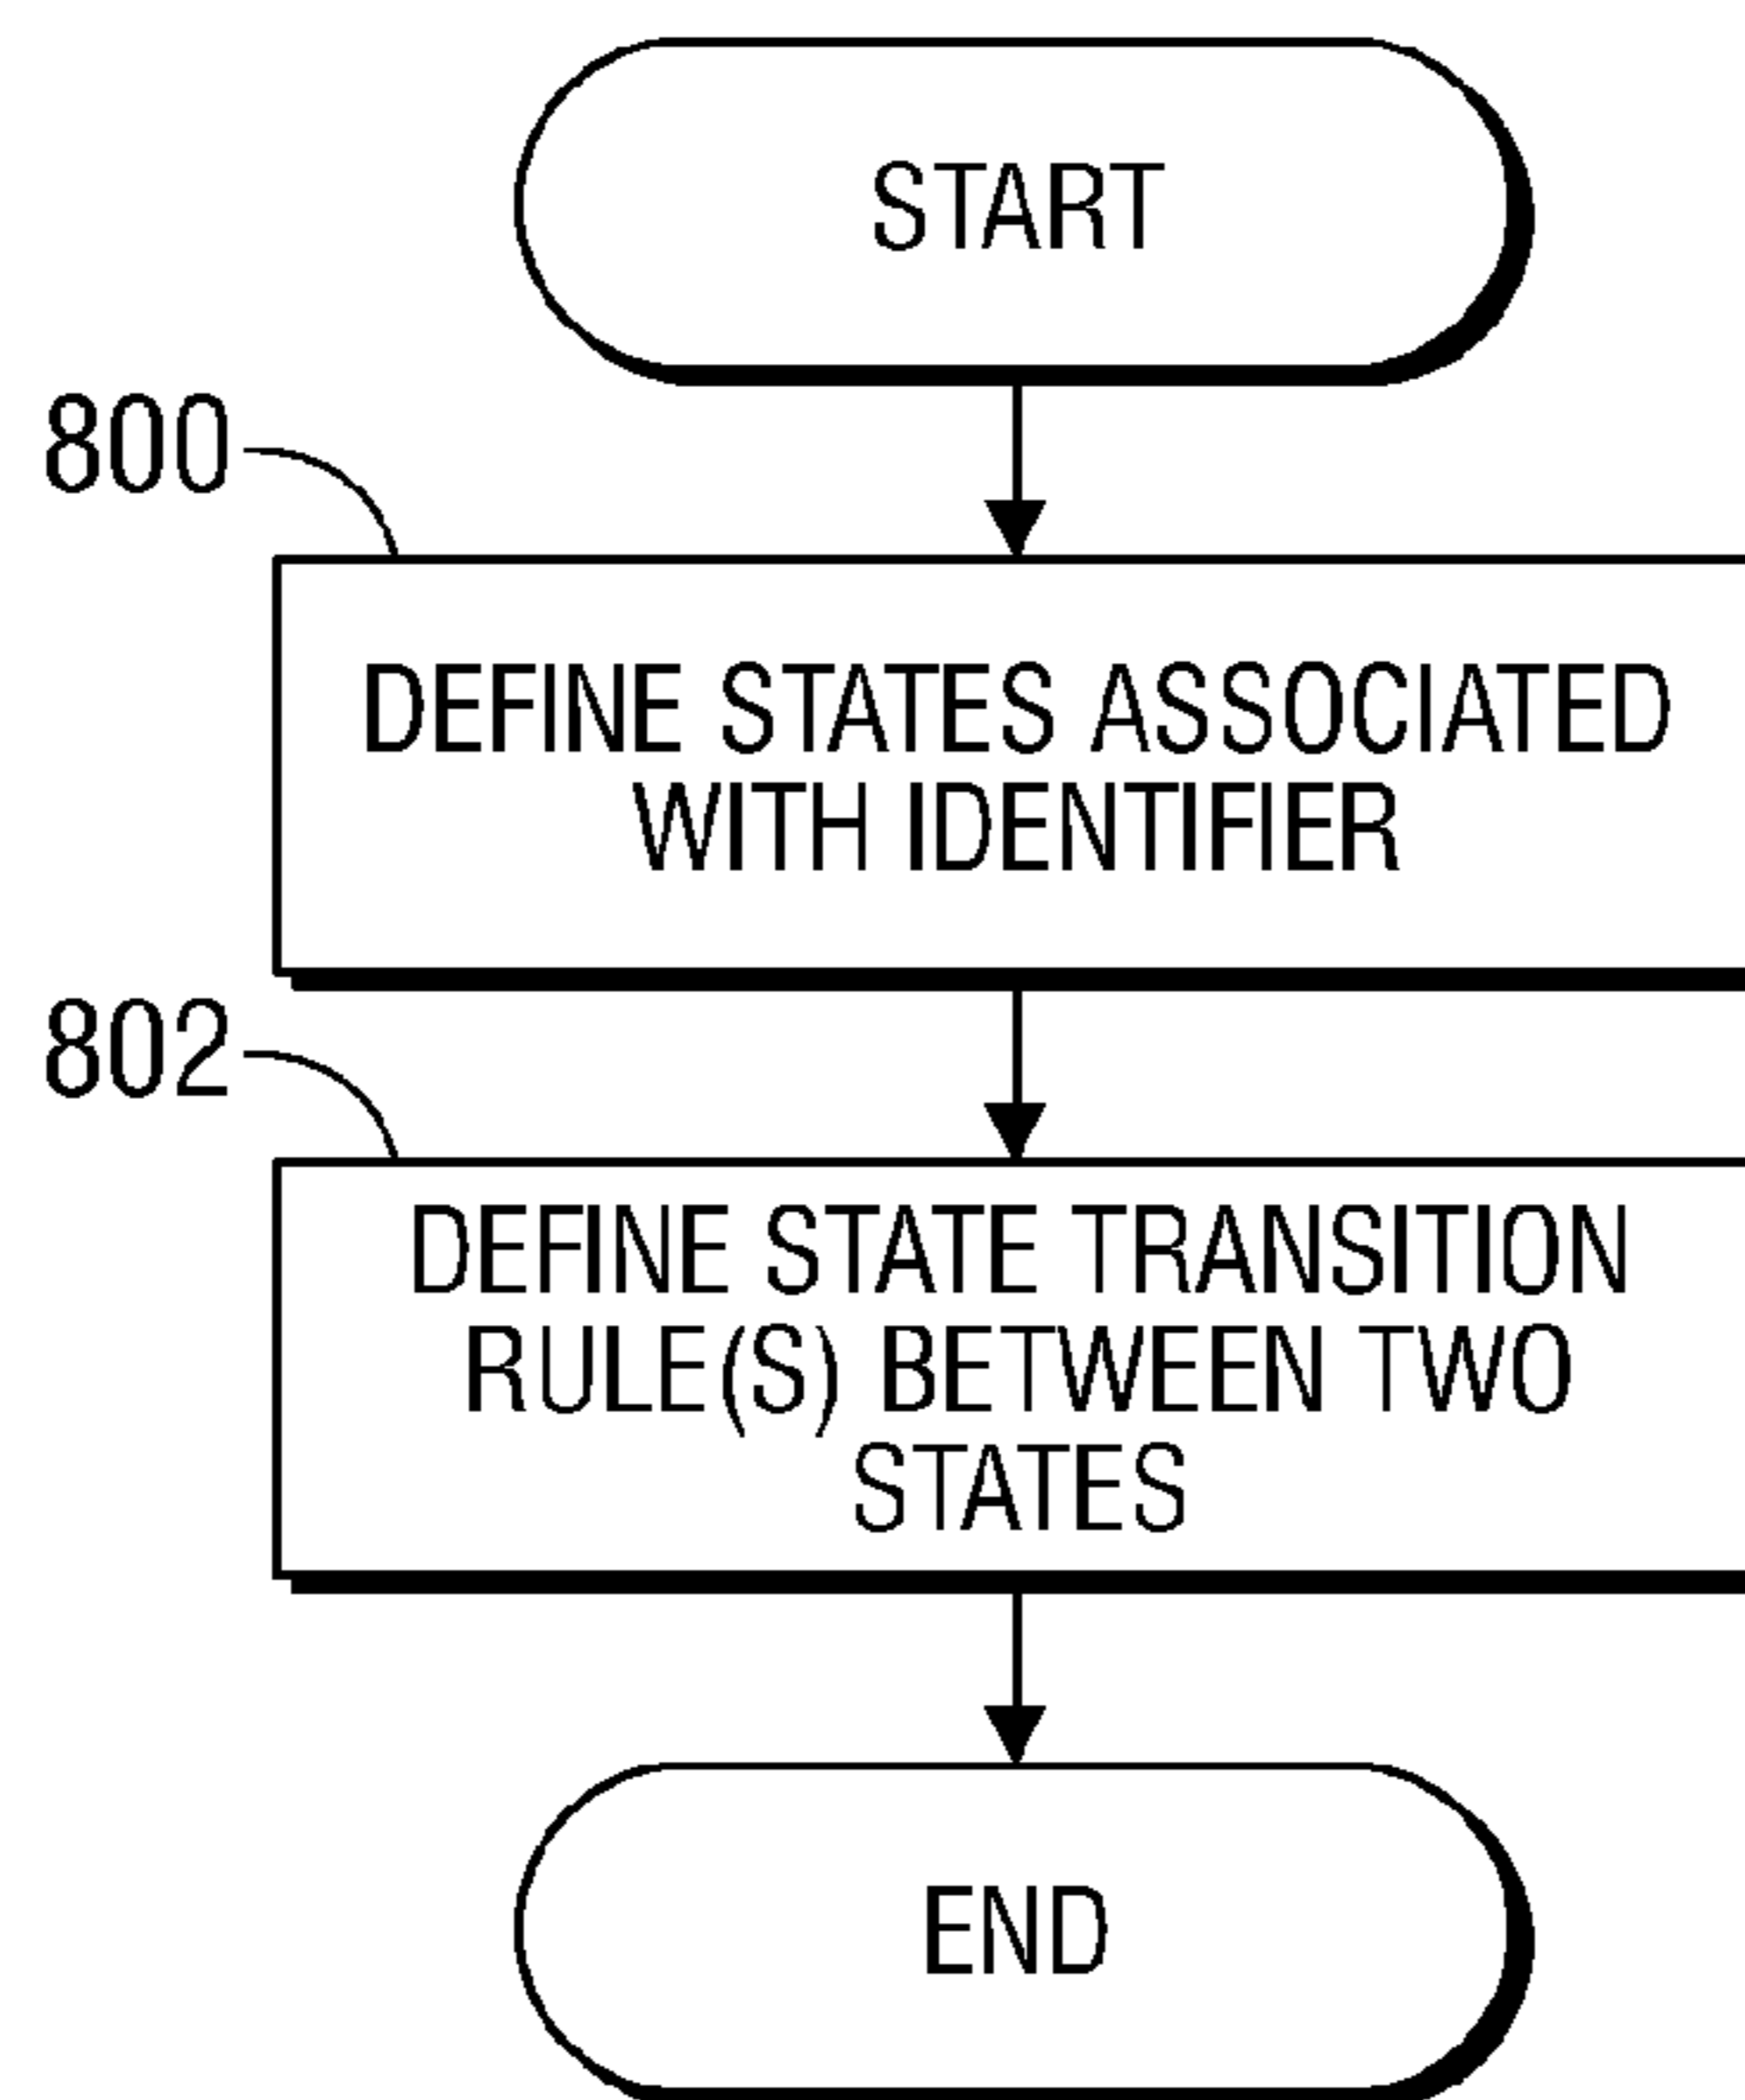 START
800
DEFINE STATES ASSOCIATED
WITH IDENTIFIER
802
DEFINE STATE TRANSITION
RULE(S) BETWEEN TWO
STATES
END